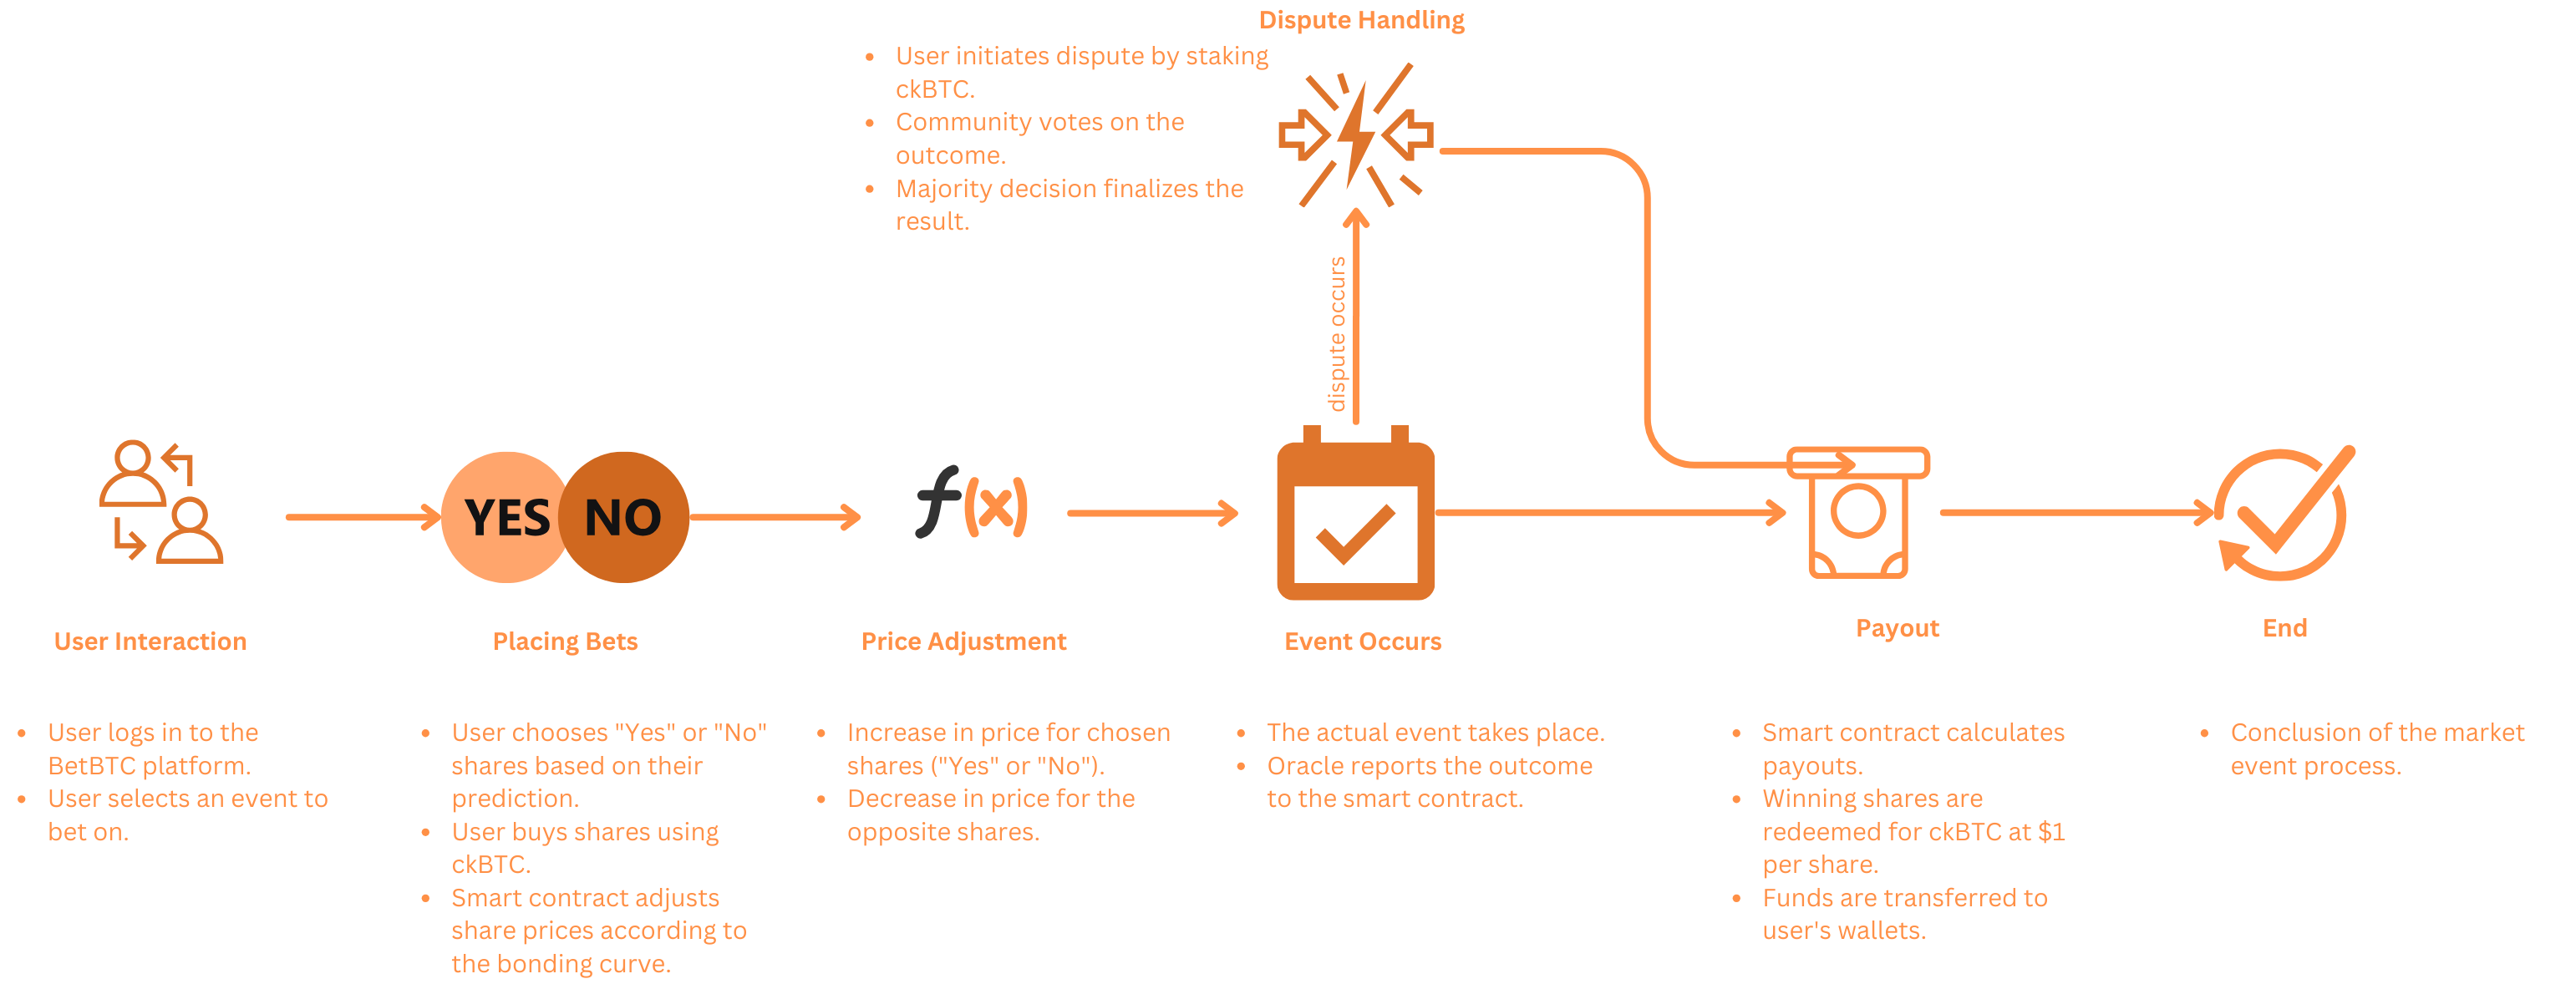 Dispute Handling
• User initiates dispute by staking
ckBTC.
• Community votes on the
outcome.
• Majority decision finalizes the
result.
dispute occurs
YES NO
f(x)
User Interaction
• User logs in to the
BetBTC platform.
• User selects an event to
bet on.
Placing Bets
• User chooses "Yes" or "No"
shares based on their
prediction.
• User buys shares using
ckBTC.
• Smart contract adjusts
share prices according to
the bonding curve.
Price Adjustment
• Increase in price for chosen
shares ("Yes" or "No").
• Decrease in price for the
opposite shares.
Event Occurs
• The actual event takes place.
• Oracle reports the outcome
to the smart contract.
Payout
• Smart contract calculates
payouts.
• Winning shares are
redeemed for ckBTC at $1
per share.
• Funds are transferred to
user's wallets.
End
• Conclusion of the market
event process.